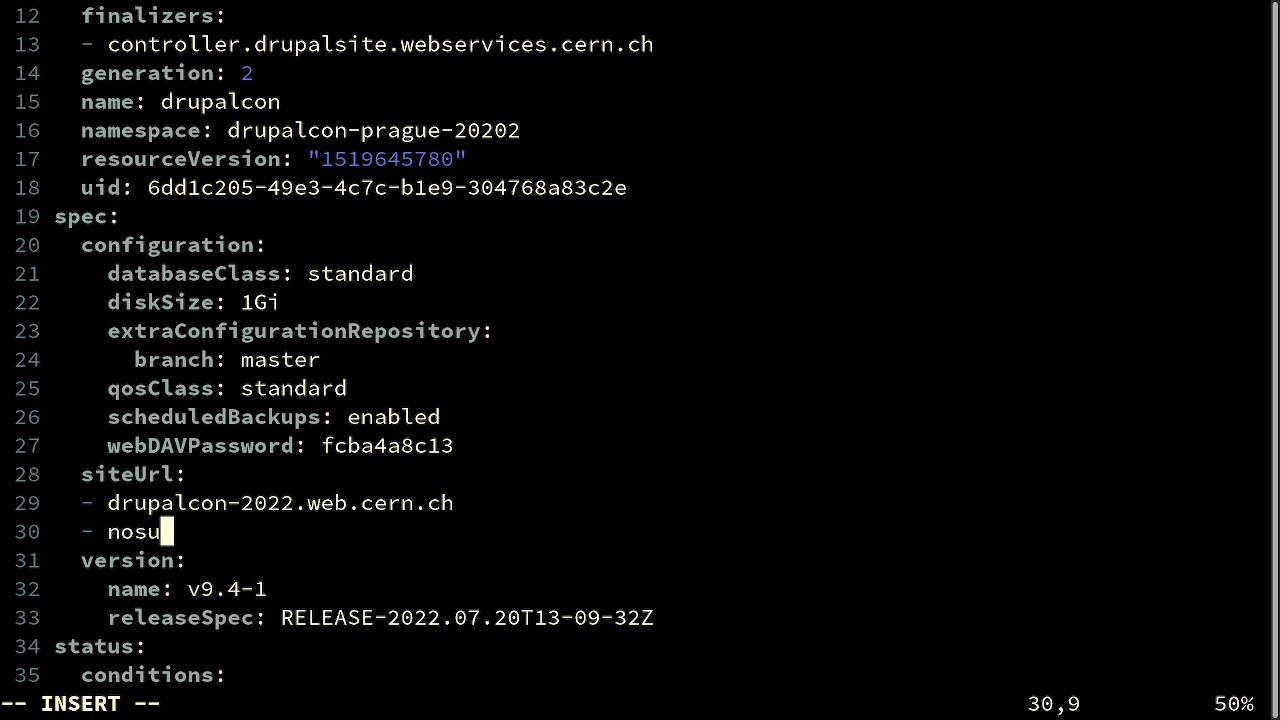 12   finalizers:
13   - controller.drupalsite.webservices.cern.ch
14   generation: 2
15   name: drupalcon
16   namespace: drupalcon-prague-20202
17   resourceVersion: "1519645780"
18   uid: 6dd1c205-49e3-4c7c-b1e9-304768a83c2e
19 spec:
20   configuration:
21     databaseClass: standard
22     diskSize: 1Gi
23     extraConfigurationRepository:
24       branch: master
25     qosClass: standard
26     scheduledBackups: enabled
27     webDAVPassword: fcba4a8c13
28   siteUrl:
29   - drupalcon-2022.web.cern.ch
30   - nosu
31   version:
32     name: v9.4-1
33     releaseSpec: RELEASE-2022.07.20T13-09-32Z
34 status:
35   conditions:
-- INSERT -- 30,9 50%